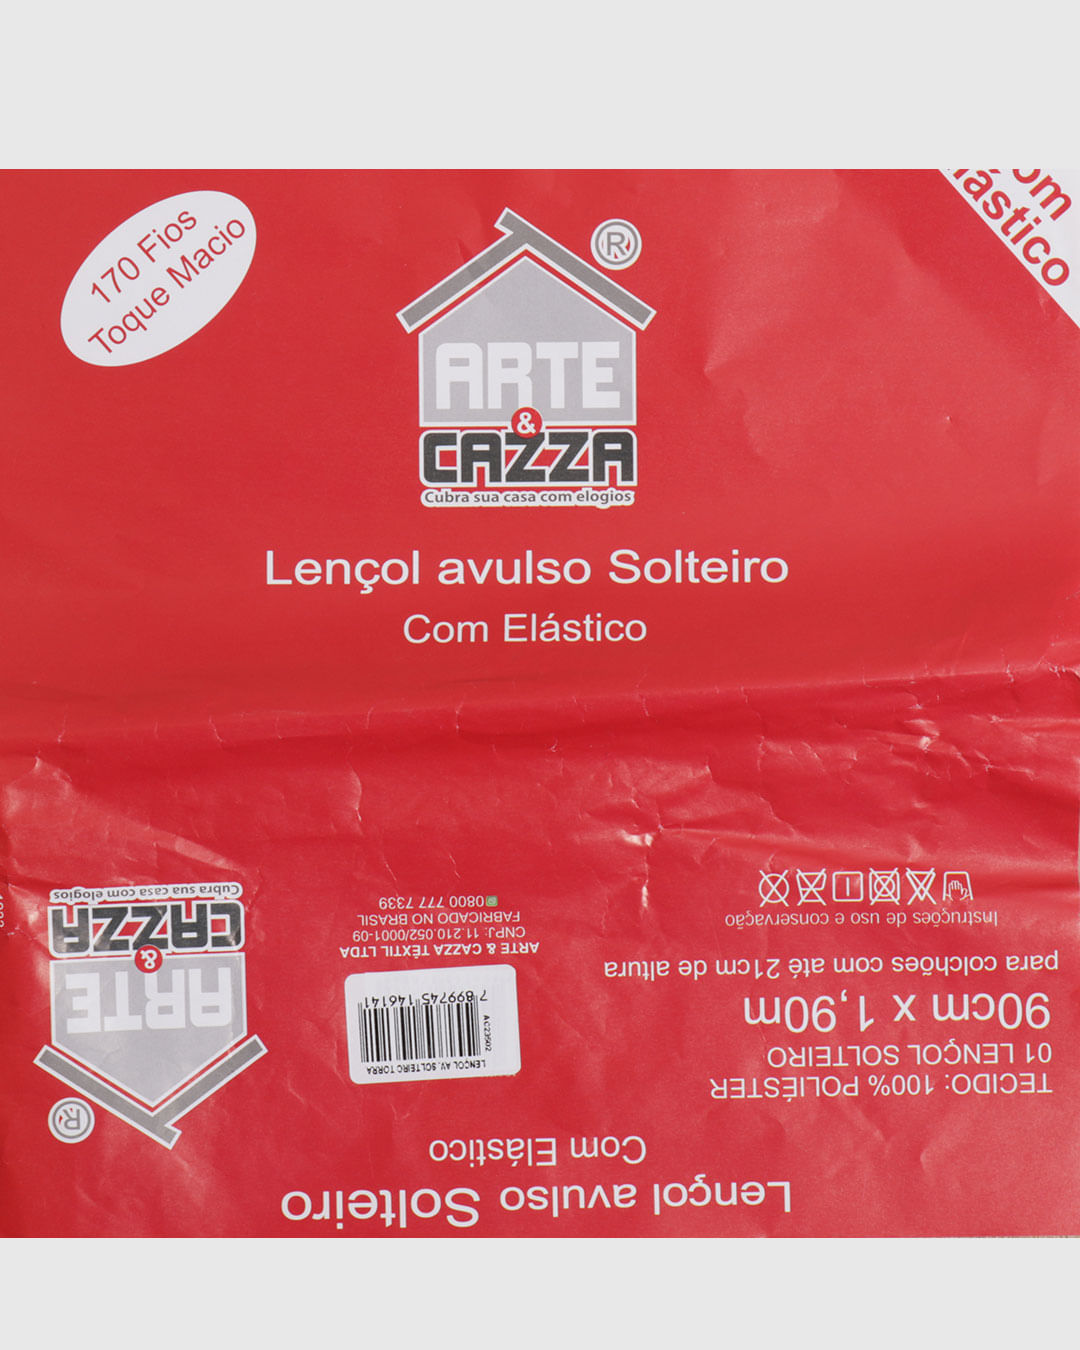 170 Fios
Toque Macio
om
lástico
®
ARTE
&
CAZZA
Cubra sua casa com elogios
Lençol avulso Solteiro
Com Elástico
Lençol avulso Solteiro
Com Elástico
TECIDO: 100% POLIÉSTER
01 LENÇOL SOLTEIRO
90cm x 1,90m
para colchões com até 21cm de altura
Instruções de uso e conservação
LENÇOL AV. SOLTEIRO TORRA
AC23502
7 899745 146141
ARTE & CAZZA TÊXTIL LTDA
CNPJ: 11.210.052/0001-09
FABRICADO NO BRASIL
0800 777 7339
®
ARTE
&
CAZZA
Cubra sua casa com elogios